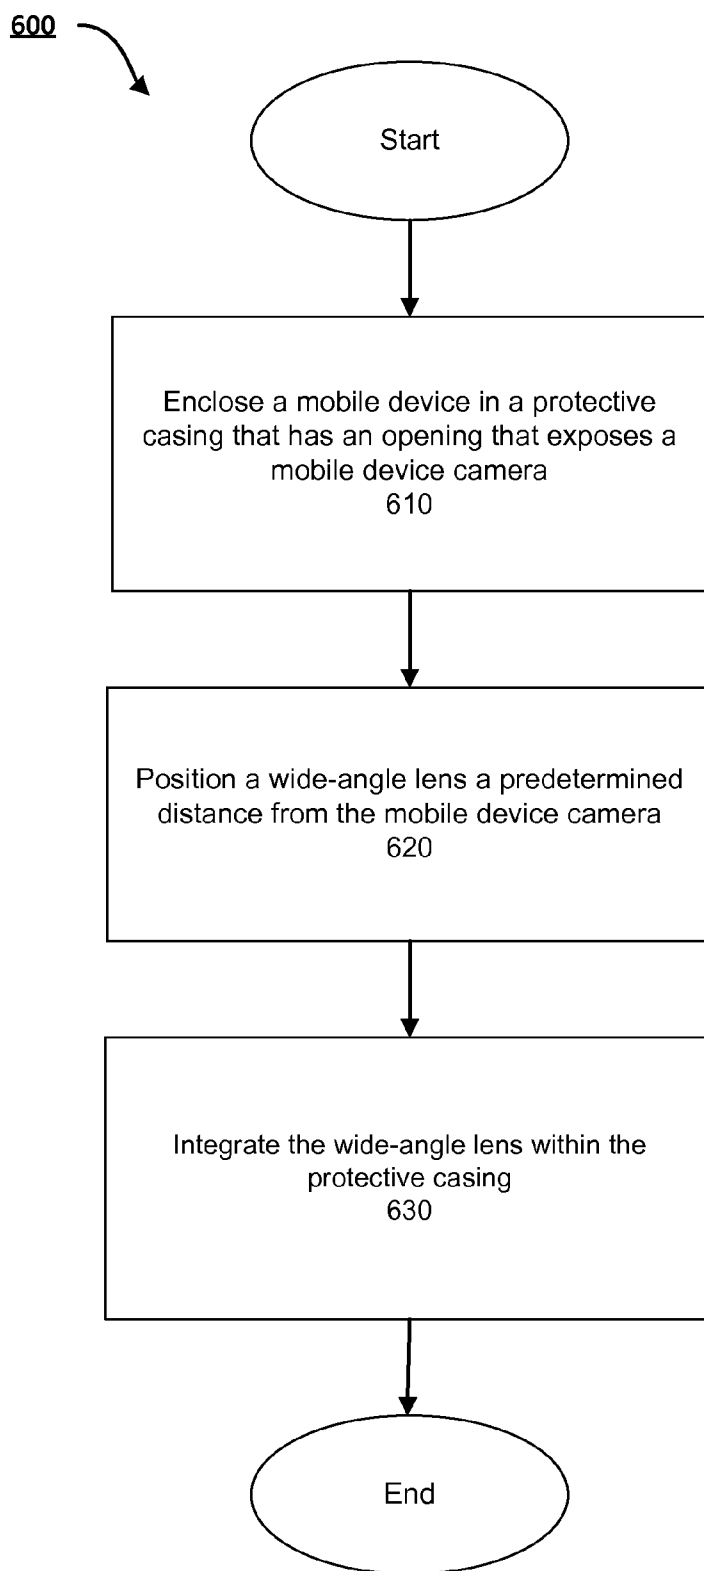 600
Start
Enclose a mobile device in a protective
casing that has an opening that exposes a
mobile device camera
610
Position a wide-angle lens a predetermined
distance from the mobile device camera
620
Integrate the wide-angle lens within the
protective casing
630
End